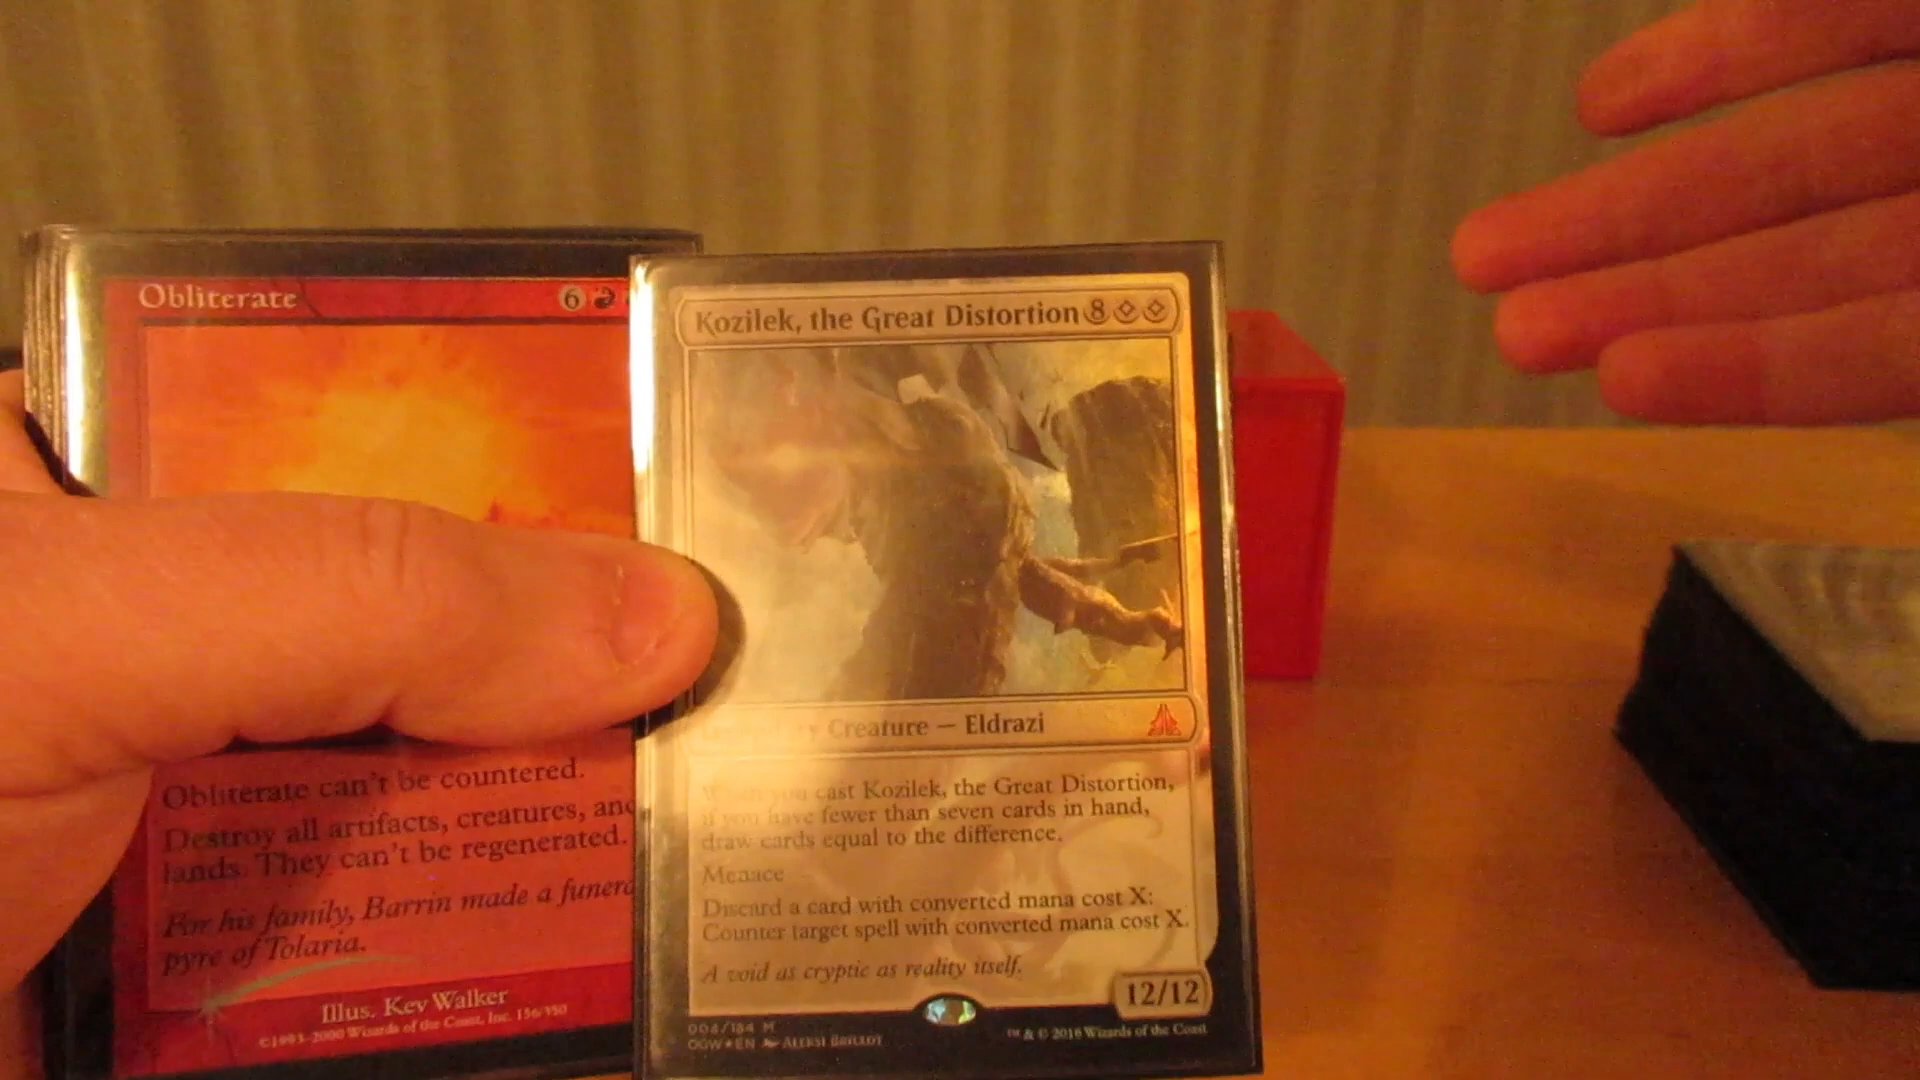 Obliterate 6
Obliterate can't be countered.
Destroy all artifacts, creatures, and
lands. They can't be regenerated.
For his family, Barrin made a funera
pyre of Tolaria.
Illus. Kev Walker
©1993-2000 Wizards of the Coast, Inc. 156/350
Kozilek, the Great Distortion 8
Creature — Eldrazi
When you cast Kozilek, the Great Distortion,
if you have fewer than seven cards in hand,
draw cards equal to the difference.
Menace
Discard a card with converted mana cost X:
Counter target spell with converted mana cost X.
A void as cryptic as reality itself.
12/12
004/184 M
OGW★EN Aleksi Briclot
™ & © 2016 Wizards of the Coast